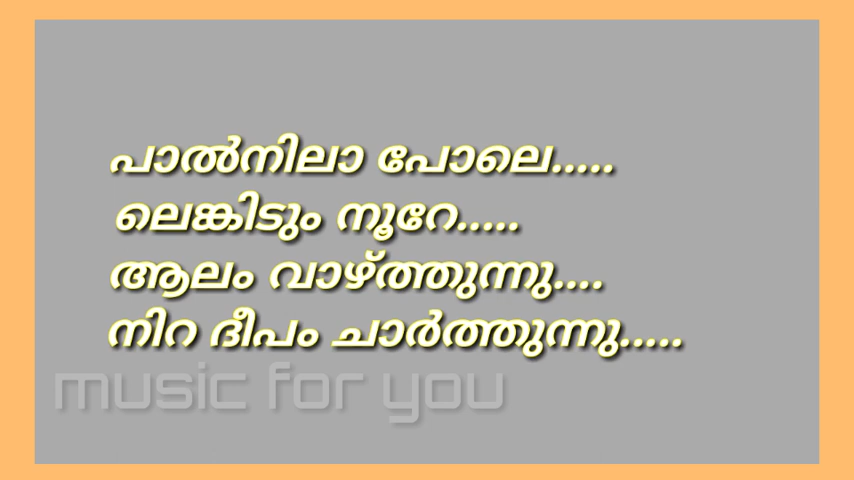 പാൽനിലാ പോലെ.....
ലെങ്കിടും നൂറേ.....
ആലം വാഴ്ത്തുന്നു....
നിറ ദീപം ചാർത്തുന്നു.....
music for you